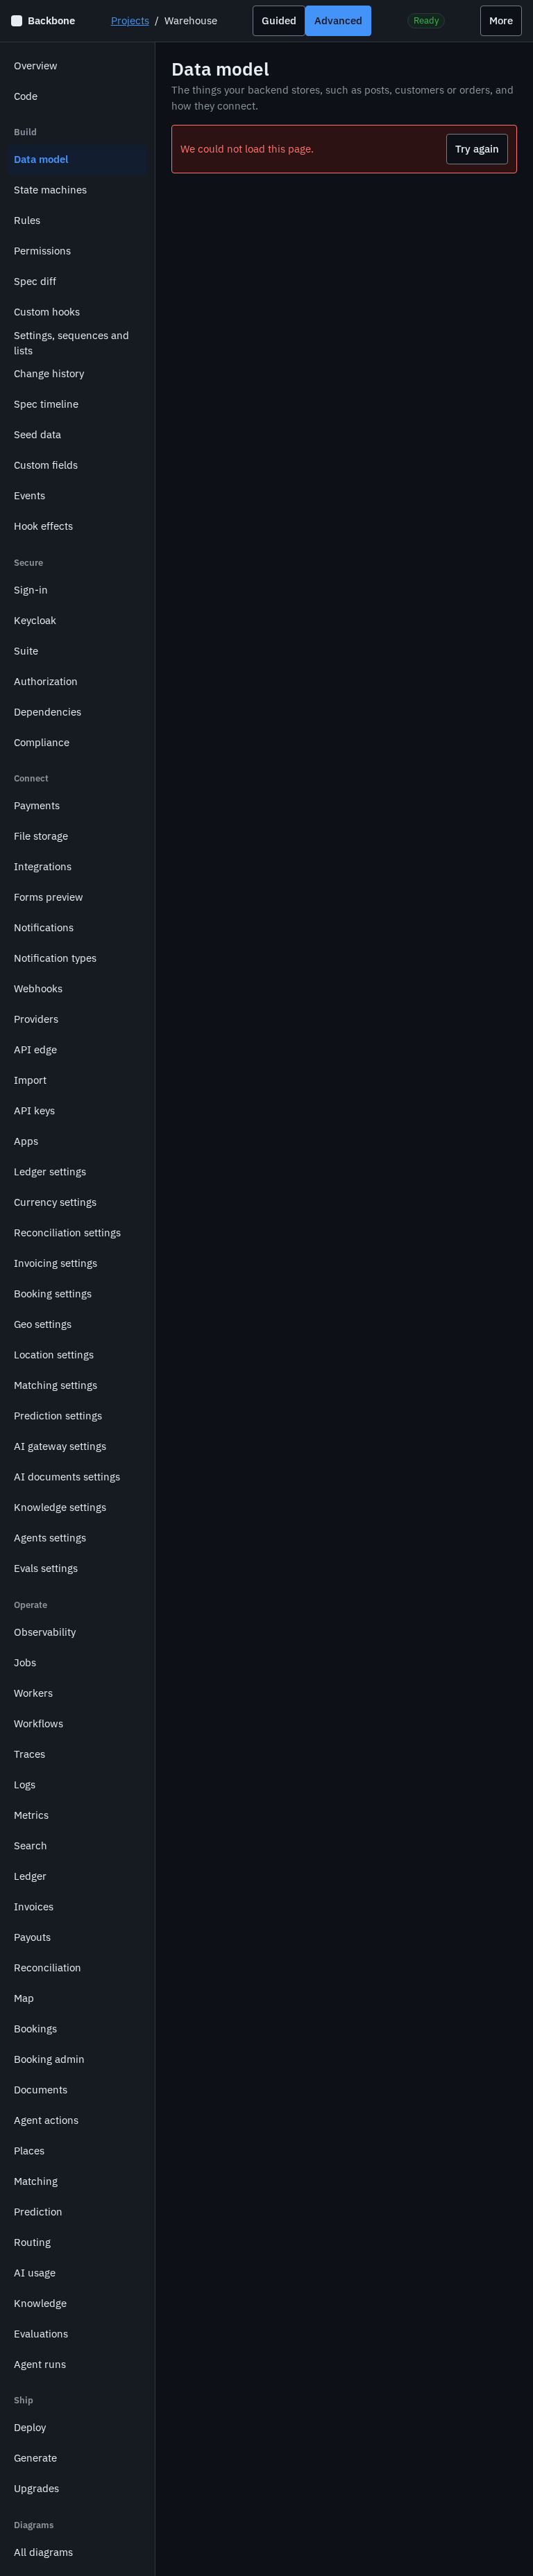 Backbone
Projects / Warehouse
Guided
Advanced
Ready
More
Overview
Code
Build
Data model
State machines
Rules
Permissions
Spec diff
Custom hooks
Settings, sequences and
lists
Change history
Spec timeline
Seed data
Custom fields
Events
Hook effects
Secure
Sign-in
Keycloak
Suite
Authorization
Dependencies
Compliance
Connect
Payments
File storage
Integrations
Forms preview
Notifications
Notification types
Webhooks
Providers
API edge
Import
API keys
Apps
Ledger settings
Currency settings
Reconciliation settings
Invoicing settings
Booking settings
Geo settings
Location settings
Matching settings
Prediction settings
AI gateway settings
AI documents settings
Knowledge settings
Agents settings
Evals settings
Operate
Observability
Jobs
Workers
Workflows
Traces
Logs
Metrics
Search
Ledger
Invoices
Payouts
Reconciliation
Map
Bookings
Booking admin
Documents
Agent actions
Places
Matching
Prediction
Routing
AI usage
Knowledge
Evaluations
Agent runs
Ship
Deploy
Generate
Upgrades
Diagrams
All diagrams
Data model
The things your backend stores, such as posts, customers or orders, and
how they connect.
We could not load this page.
Try again